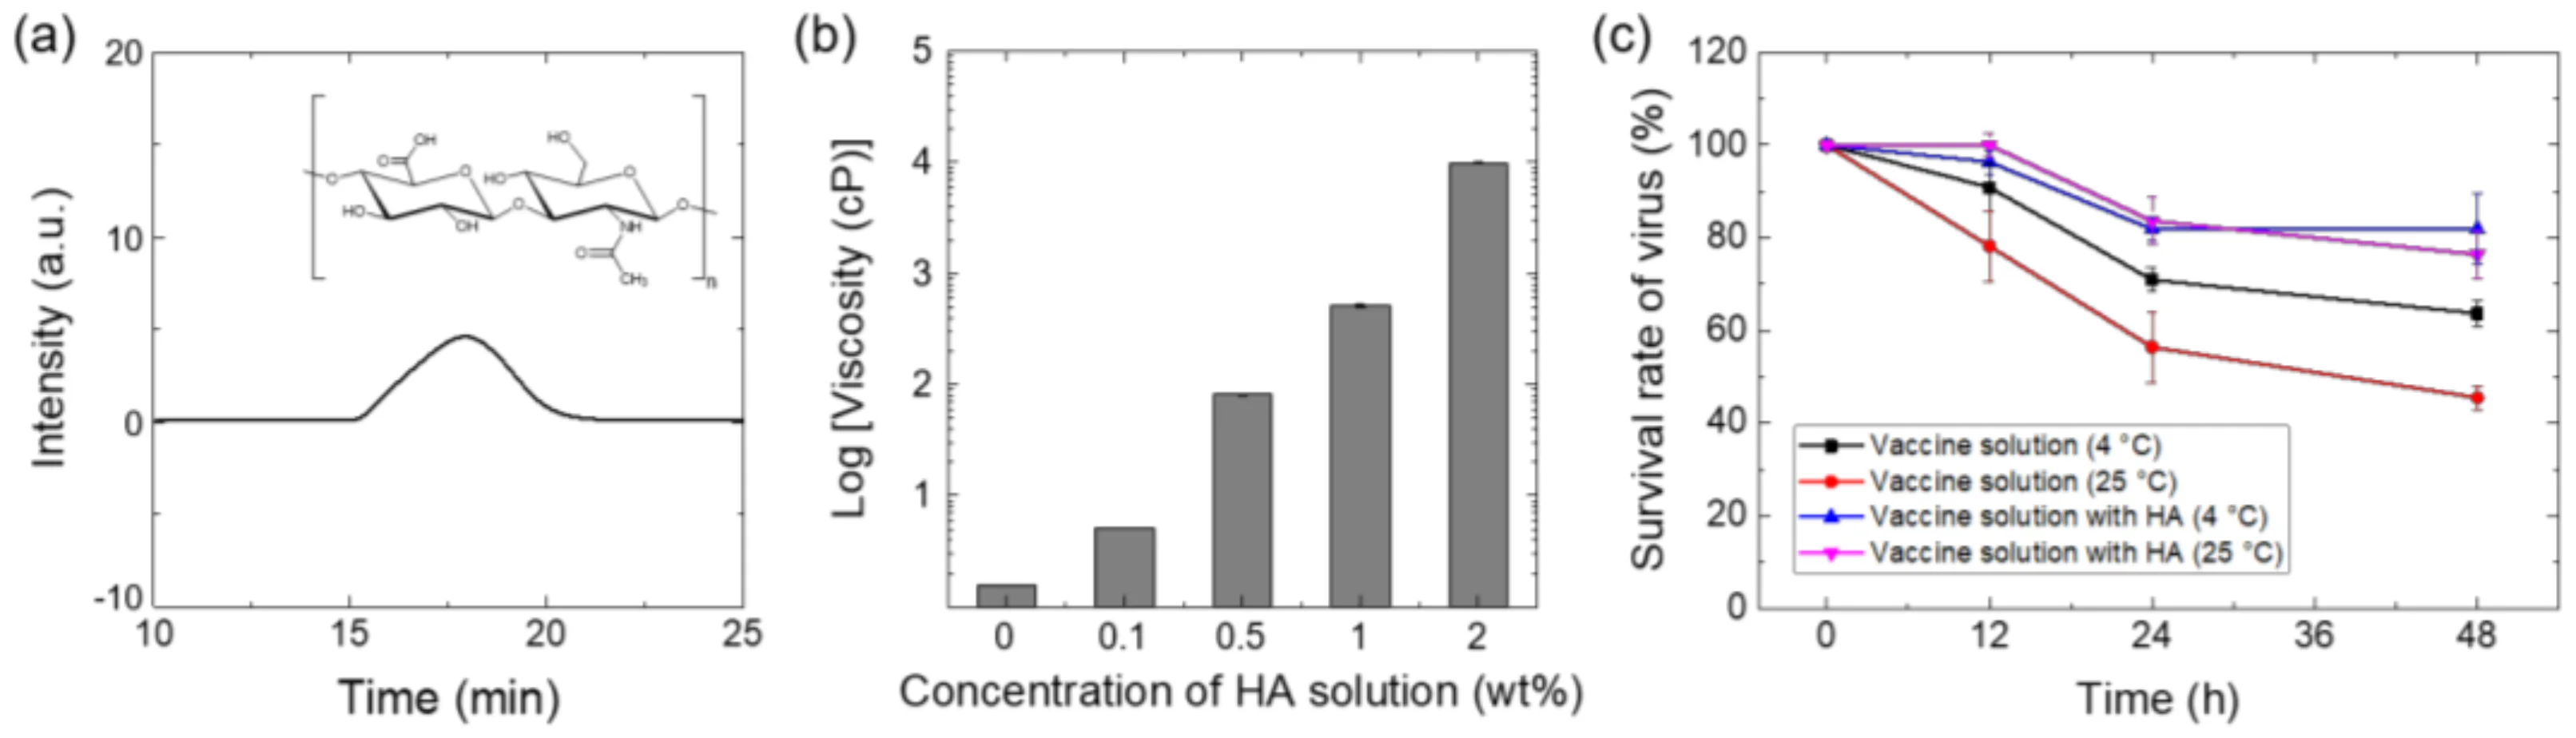 (a)
20
10
0
-10
10 15 20 25
Intensity (a.u.)
Time (min)
OH
O
O
O
HO
OH
O
HO
HO
O
O
NH
O
CH₃
n
(b)
5
4
3
2
1
0 0.1 0.5 1 2
Log [Viscosity (cP)]
Concentration of HA solution (wt%)
(c)
120
100
80
60
40
20
0
0 12 24 36 48
Survival rate of virus (%)
Time (h)
Vaccine solution (4 °C)
Vaccine solution (25 °C)
Vaccine solution with HA (4 °C)
Vaccine solution with HA (25 °C)